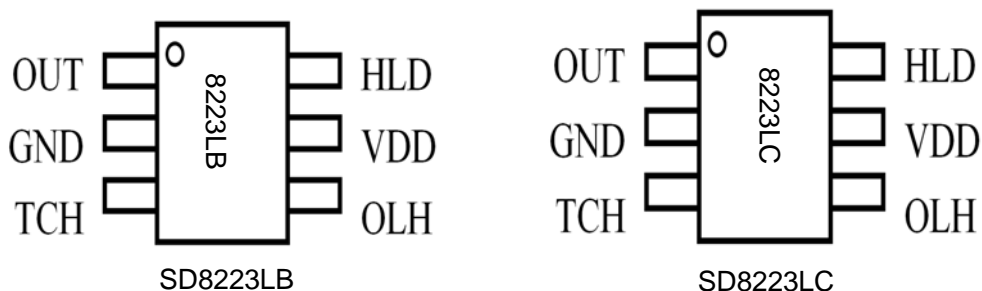 OUT
GND
TCH
8223LB
HLD
VDD
OLH
SD8223LB
OUT
GND
TCH
8223LC
HLD
VDD
OLH
SD8223LC